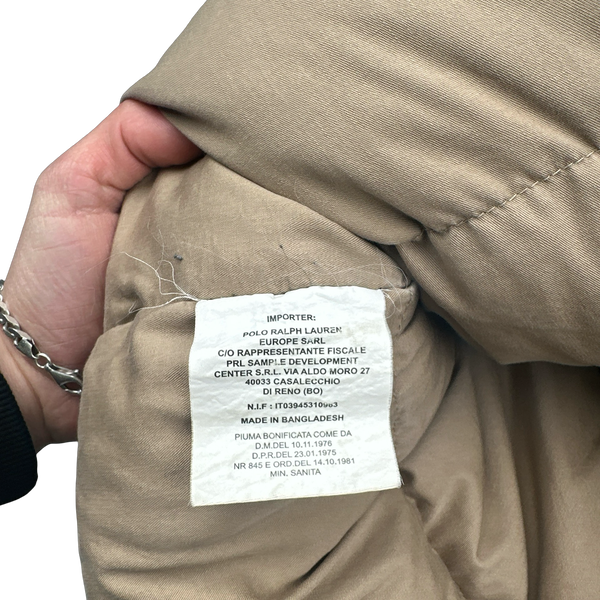 IMPORTER:
POLO RALPH LAUREN
EUROPE SARL
C/O RAPPRESENTANTE FISCALE
PRL SAMPLE DEVELOPMENT
CENTER S.R.L. VIA ALDO MORO 27
40033 CASALECCHIO
DI RENO (BO)
N.I.F : IT03945310963
MADE IN BANGLADESH
PIUMA BONIFICATA COME DA
D.M.DEL 10.11.1976
D.P.R.DEL 23.01.1975
NR 845 E ORD.DEL 14.10.1981
MIN. SANITA